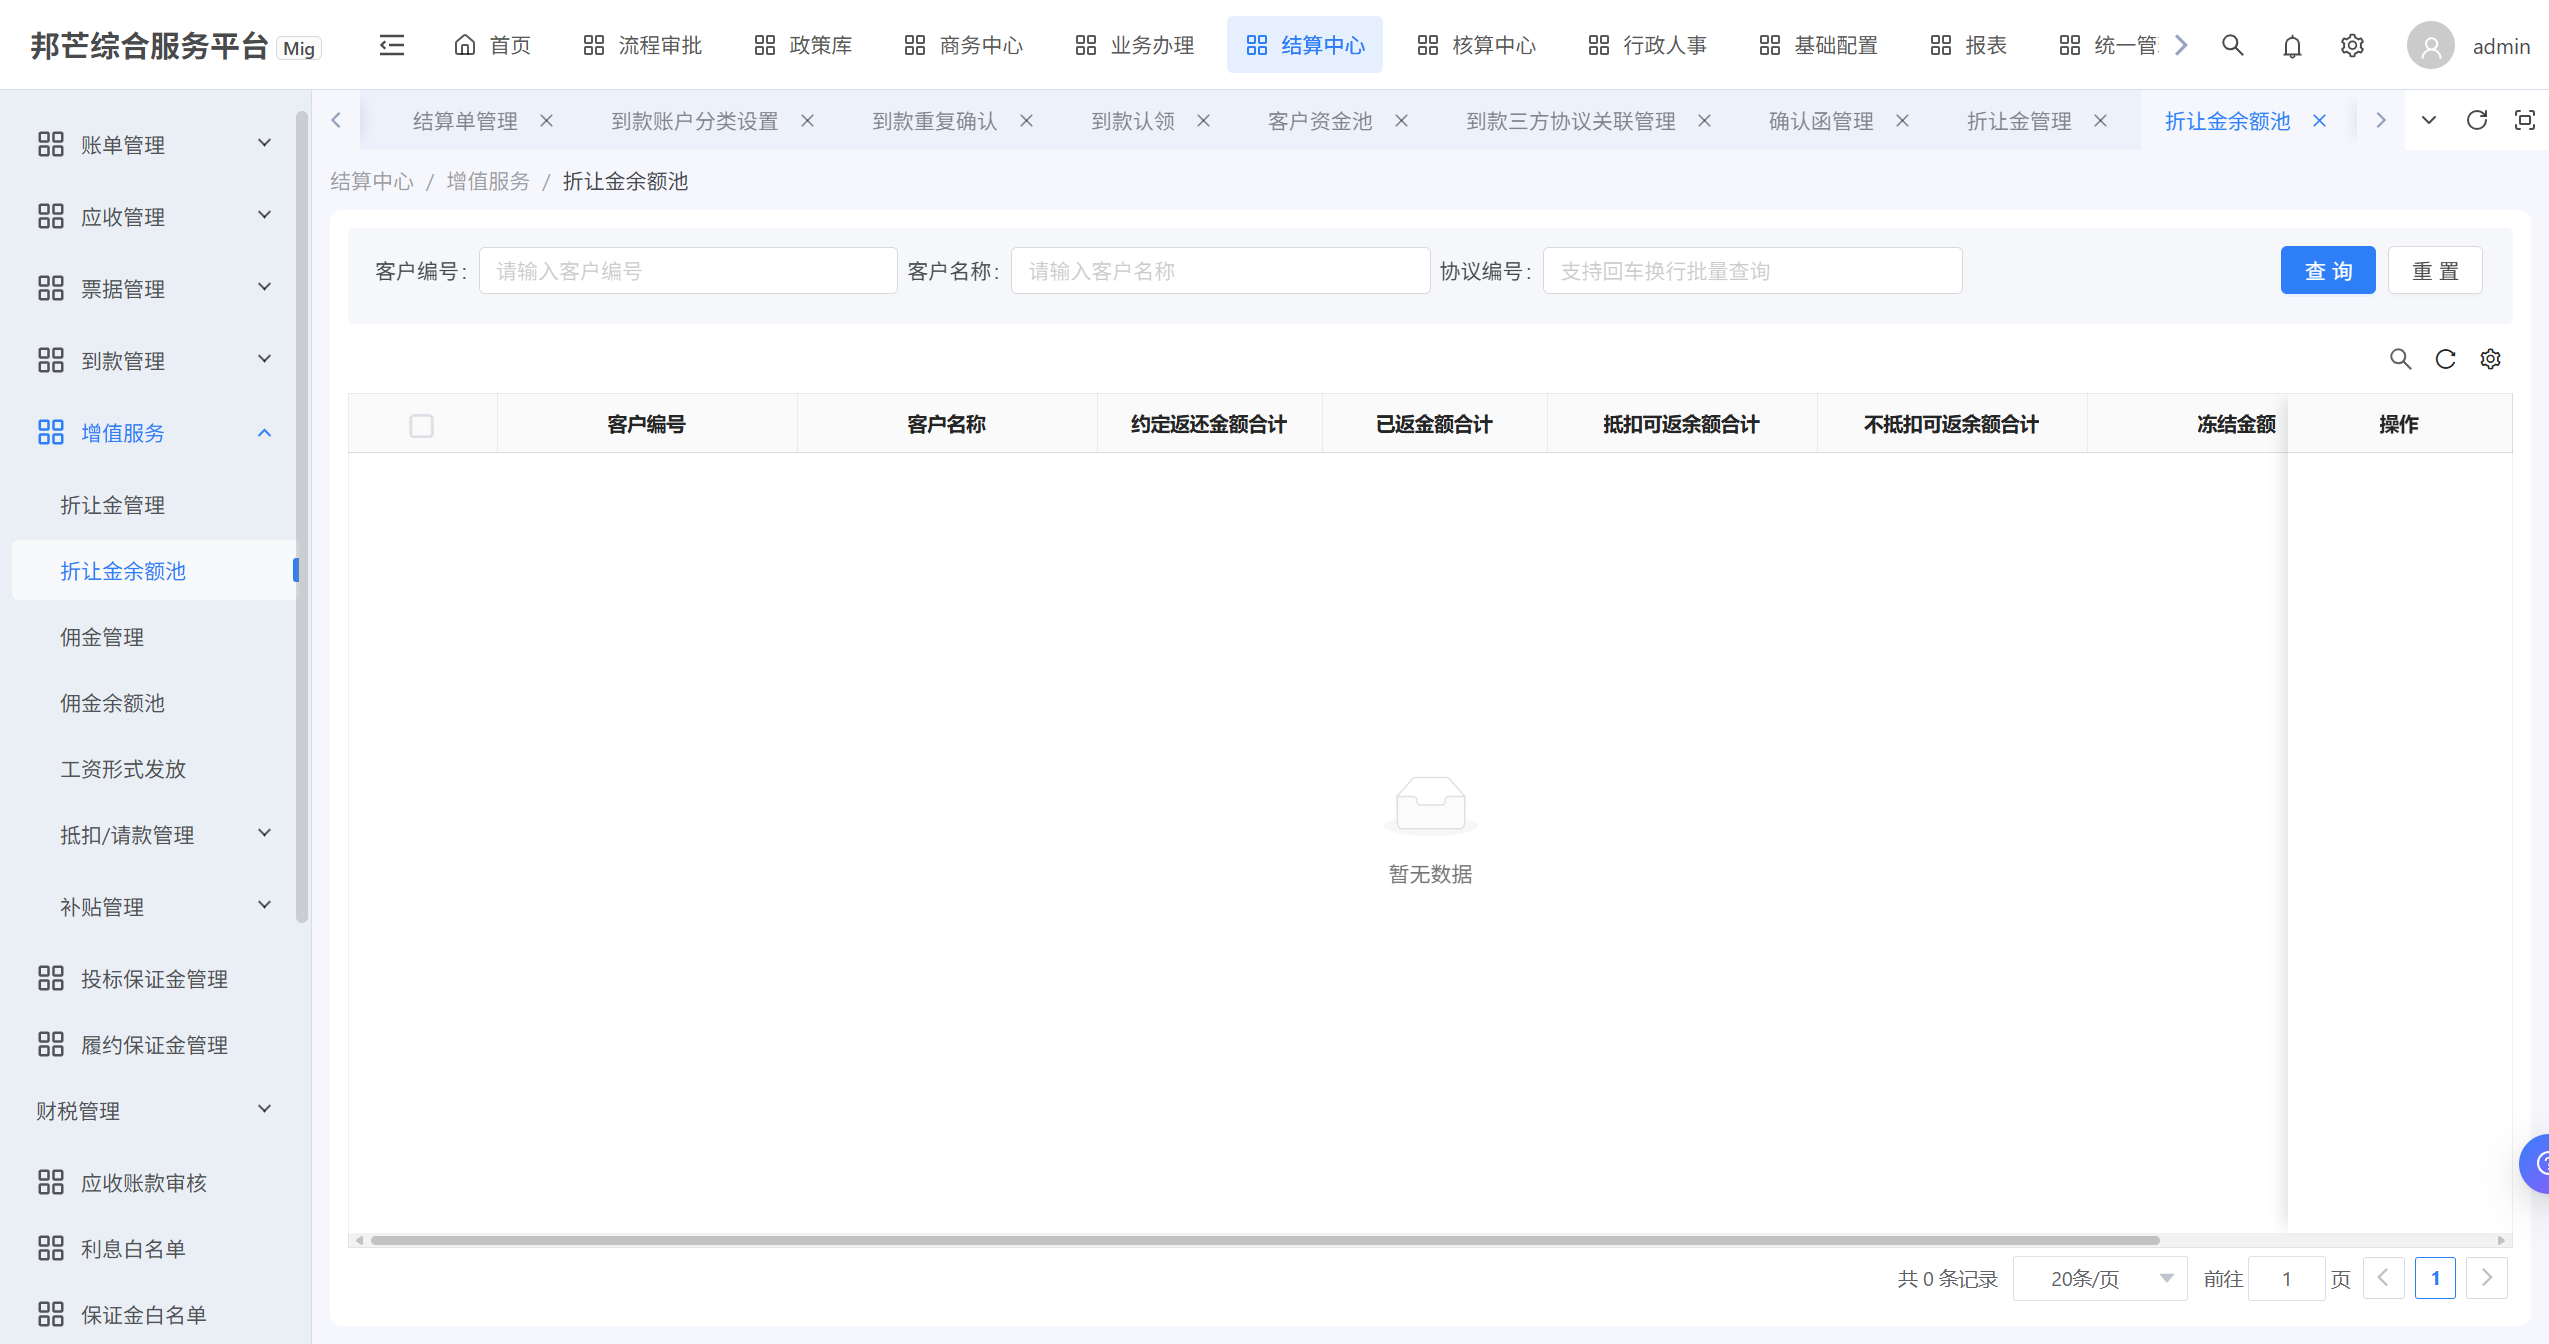 邦芒综合服务平台 Mig
首页 流程审批 政策库 商务中心 业务办理 结算中心 核算中心 行政人事 基础配置 报表 统一管
admin
结算单管理 到款账户分类设置 到款重复确认 到款认领 客户资金池 到款三方协议关联管理 确认函管理 折让金管理 折让金余额池
账单管理
应收管理
票据管理
到款管理
增值服务
折让金管理
折让金余额池
佣金管理
佣金余额池
工资形式发放
抵扣/请款管理
补贴管理
投标保证金管理
履约保证金管理
财税管理
应收账款审核
利息白名单
保证金白名单
结算中心 / 增值服务 / 折让金余额池
客户编号: 请输入客户编号 客户名称: 请输入客户名称 协议编号: 支持回车换行批量查询 查 询 重 置
客户编号 客户名称 约定返还金额合计 已返金额合计 抵扣可返余额合计 不抵扣可返余额合计 冻结金额 操作
暂无数据
共 0 条记录 20条/页 前往 1 页 1